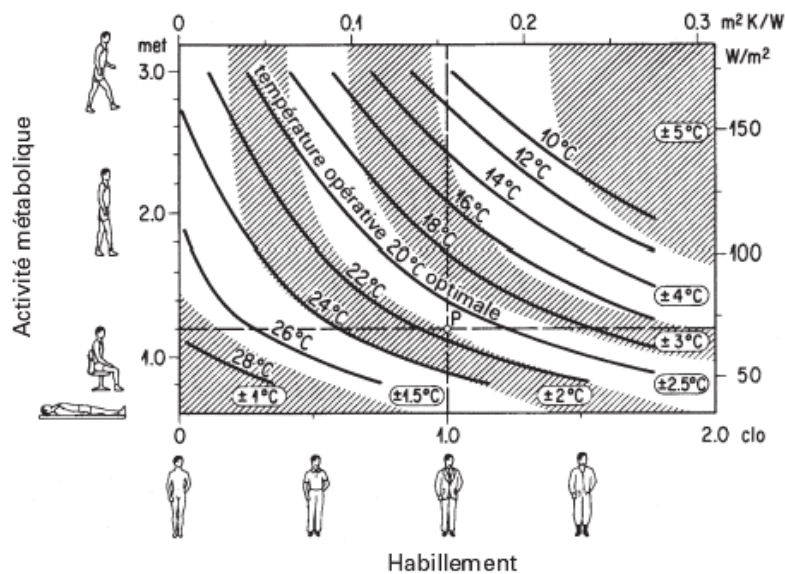 0 0,1 0.2 0.3 m² K/W
met
W/m²
3.0
2.0
1.0
150
100
50
Activité métabolique
température opérative 20°C optimale
10°C
12°C
14°C
16°C
18°C
22°C
24°C
26°C
28°C
P
±5°C
±4°C
±3°C
±2.5°C
±1°C
±1.5°C
±2°C
0 1.0 2.0 clo
Habillement